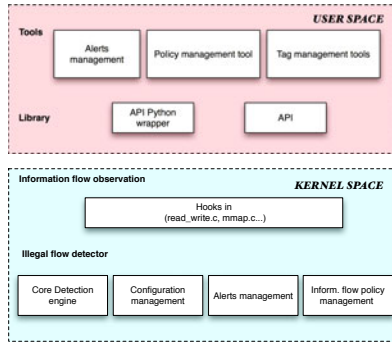 USER SPACE
Tools
Alerts
management
Policy management tool
Tag management tools
Library
API Python
wrapper
API
Information flow observation
KERNEL SPACE
Hooks in
(read_write.c, mmap.c...)
Illegal flow detector
Core Detection
engine
Configuration
management
Alerts management
Inform. flow policy
management